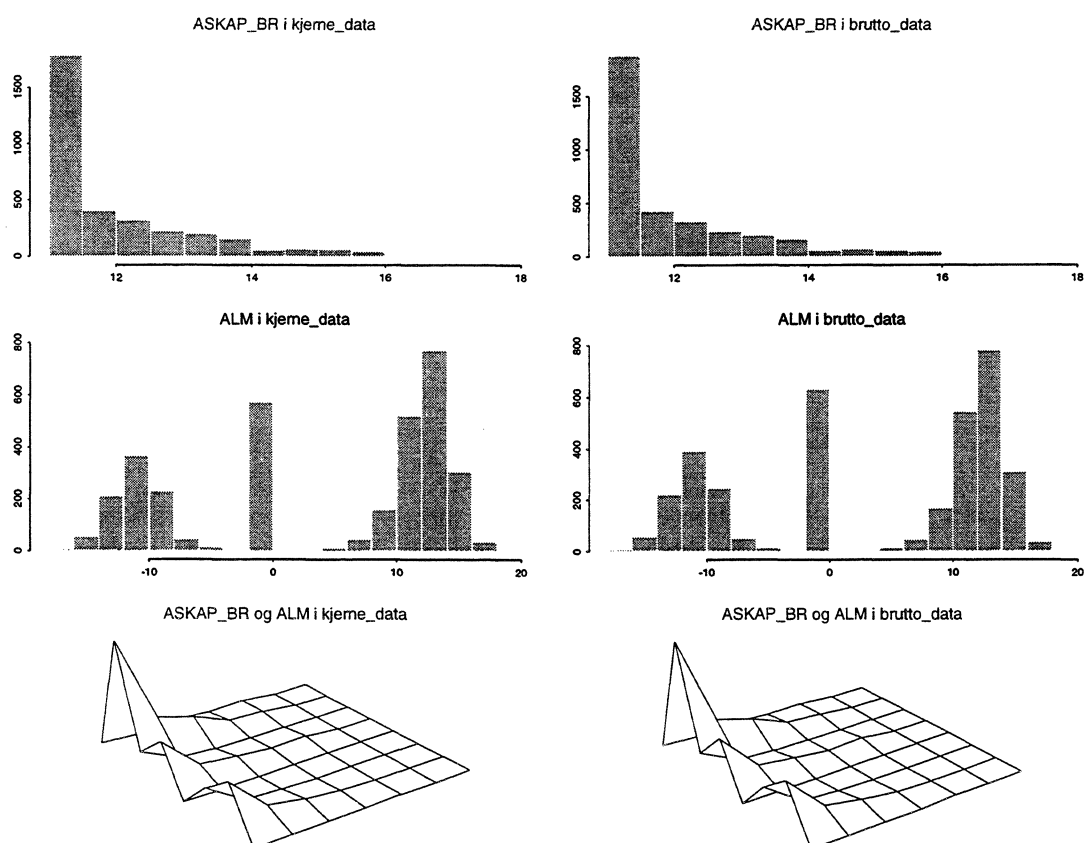 ASKAP_BR i kjerne_data
ASKAP_BR i brutto_data
0 500 1000 1500
12 14 16 18
0 500 1000 1500
12 14 16 18
ALM i kjerne_data
ALM i brutto_data
0 200 400 600 800
-10 0 10 20
0 200 400 600 800
-10 0 10 20
ASKAP_BR og ALM i kjerne_data
ASKAP_BR og ALM i brutto_data